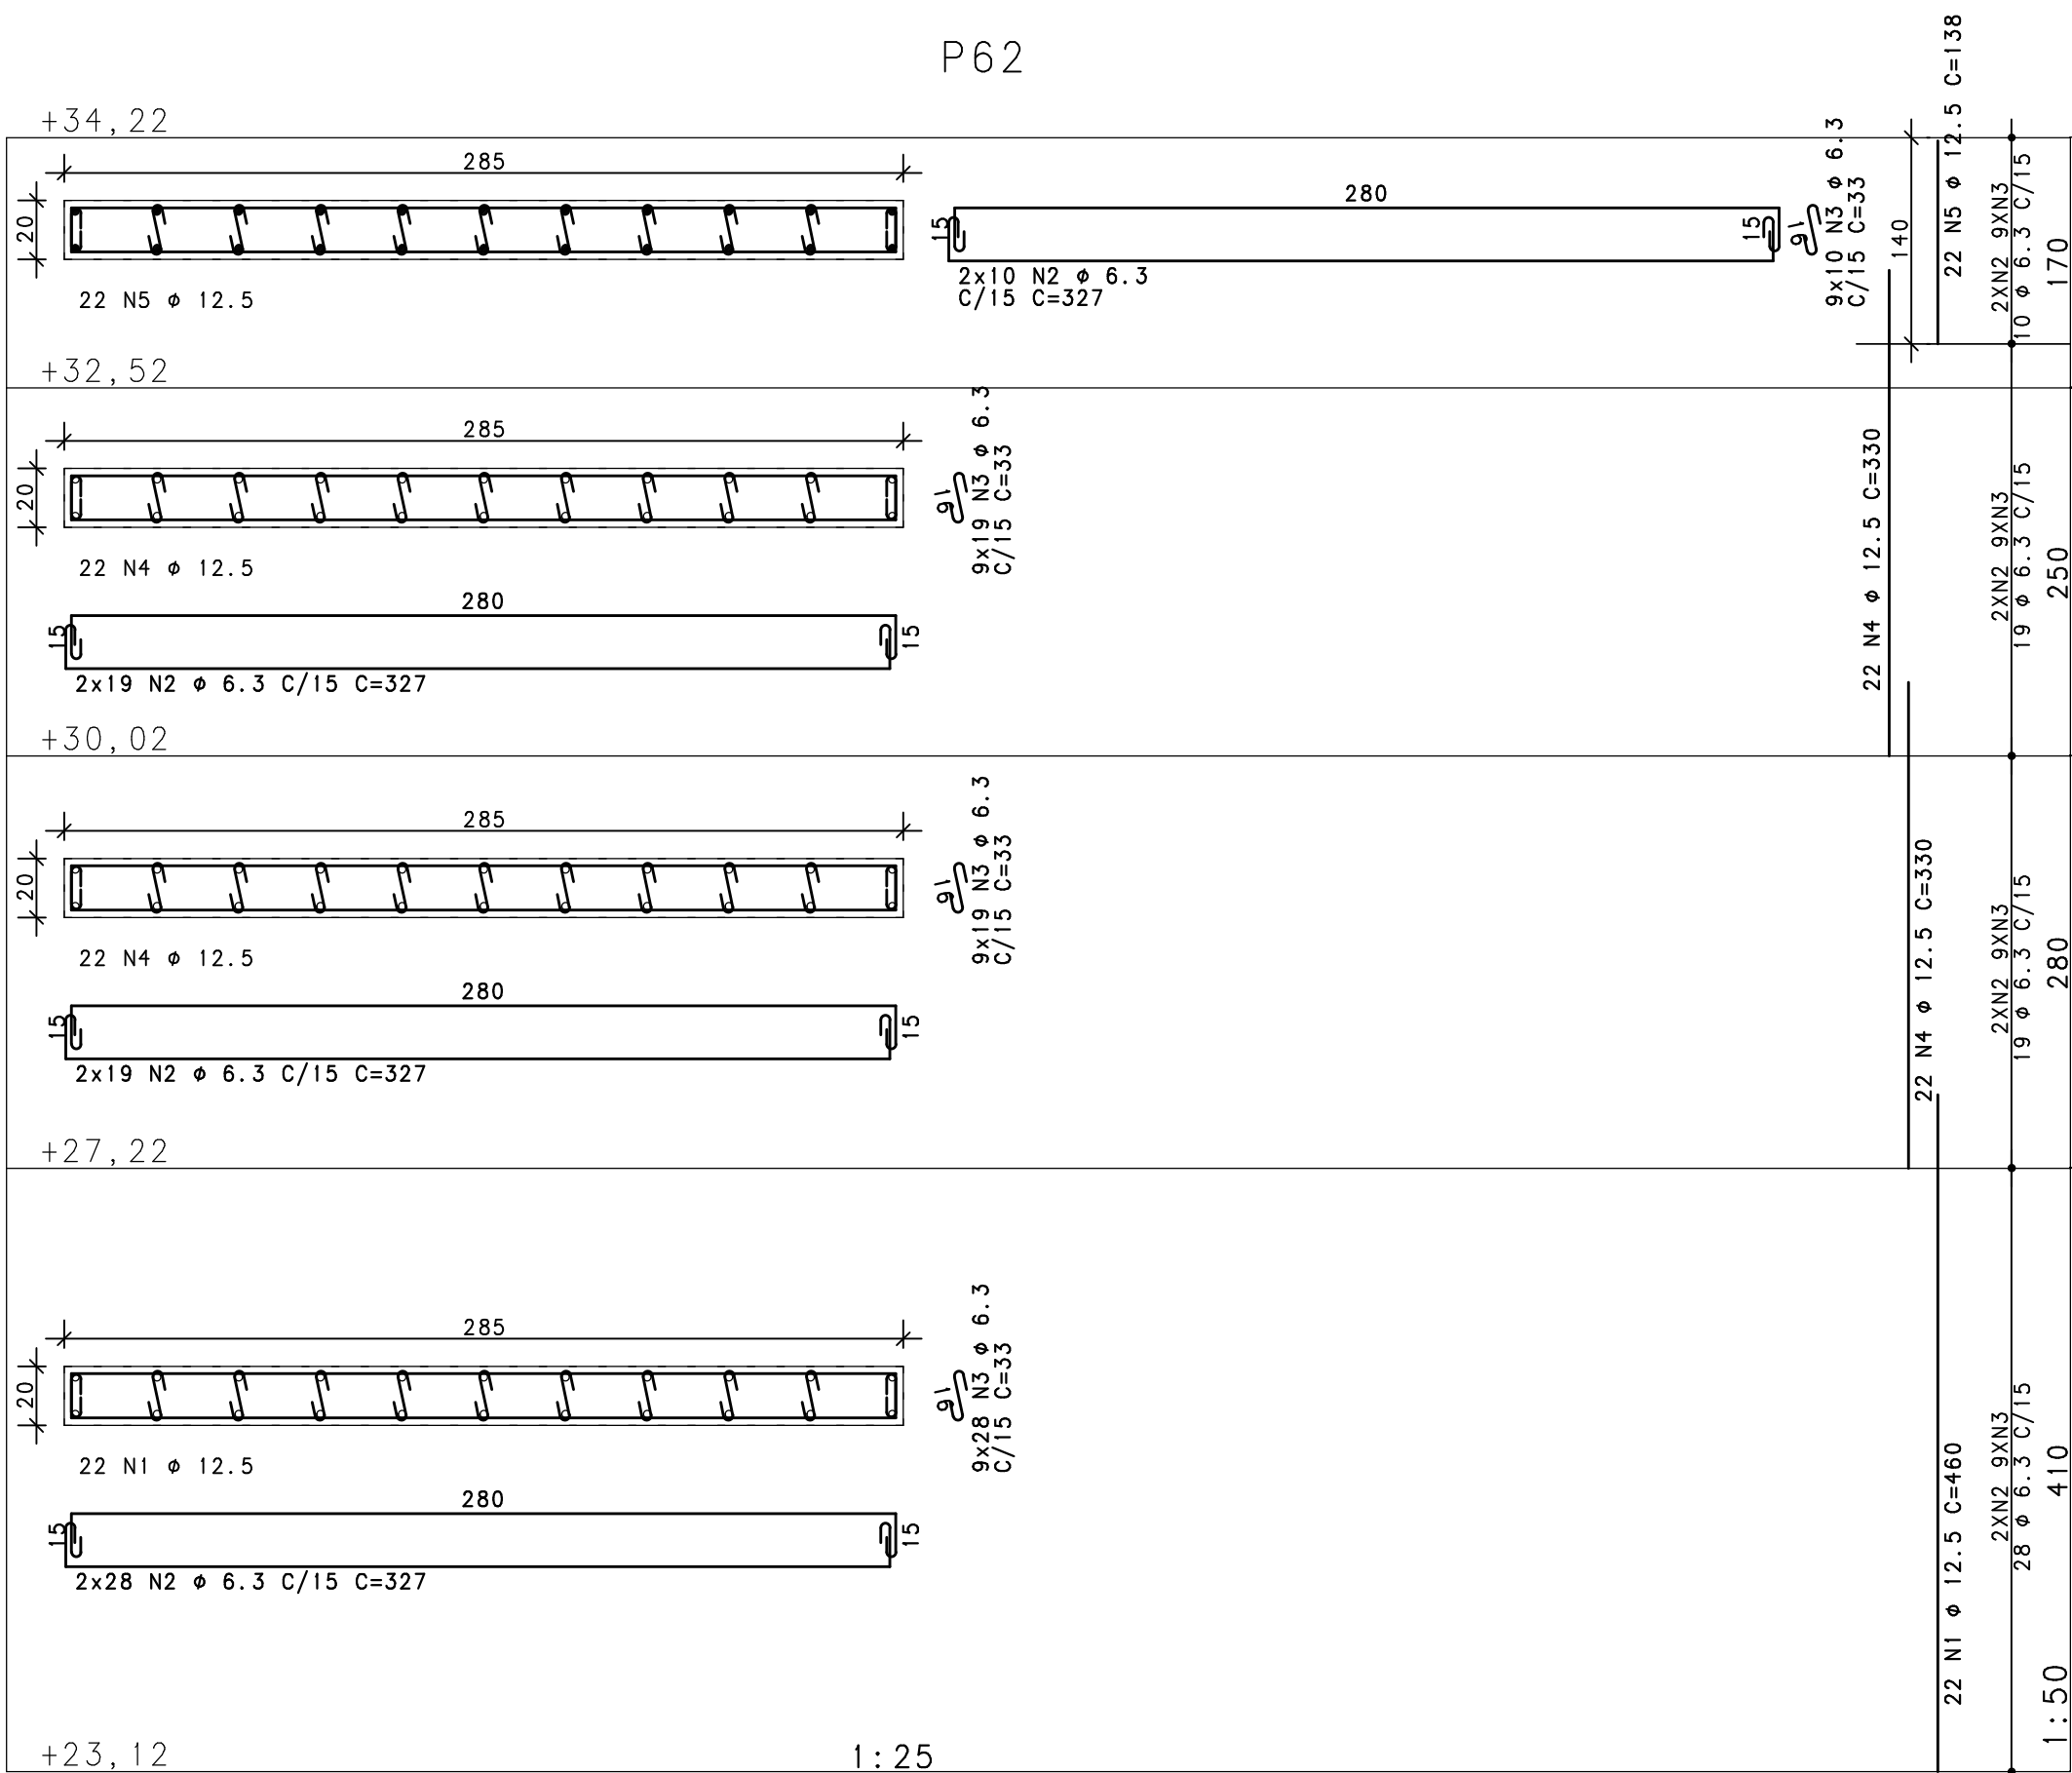 P62
+34,22
285
20
22 N5 ϕ 12.5
280
15
15
2x10 N2 ϕ 6.3
C/15 C=327
16
9x10 N3 ϕ 6.3
C/15 C=33
140
22 N5 ϕ 12.5 C=138
2XN2 9XN3
10 ϕ 6.3 C/15
170
+32,52
285
20
22 N4 ϕ 12.5
16
9x19 N3 ϕ 6.3
C/15 C=33
280
15
15
2x19 N2 ϕ 6.3 C/15 C=327
22 N4 ϕ 12.5 C=330
2XN2 9XN3
19 ϕ 6.3 C/15
250
+30,02
285
20
22 N4 ϕ 12.5
16
9x19 N3 ϕ 6.3
C/15 C=33
280
15
15
2x19 N2 ϕ 6.3 C/15 C=327
22 N4 ϕ 12.5 C=330
2XN2 9XN3
19 ϕ 6.3 C/15
280
+27,22
285
20
22 N1 ϕ 12.5
16
9x28 N3 ϕ 6.3
C/15 C=33
280
15
15
2x28 N2 ϕ 6.3 C/15 C=327
22 N1 ϕ 12.5 C=460
2XN2 9XN3
28 ϕ 6.3 C/15
410
+23,12
1:25
1:50